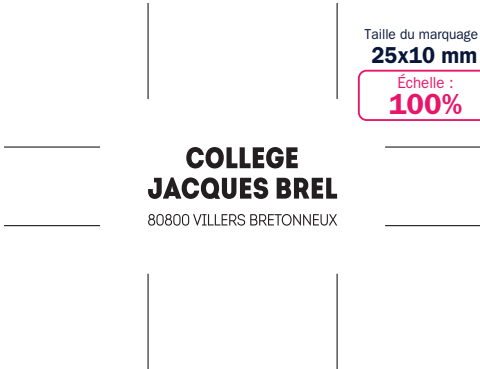 Taille du marquage
25x10 mm
Échelle :
100%
COLLEGE
JACQUES BREL
80800 VILLERS BRETONNEUX